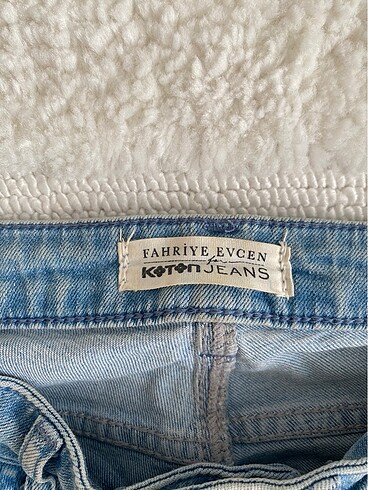 FAHRİYE EVCEN
for
KOTON JEANS